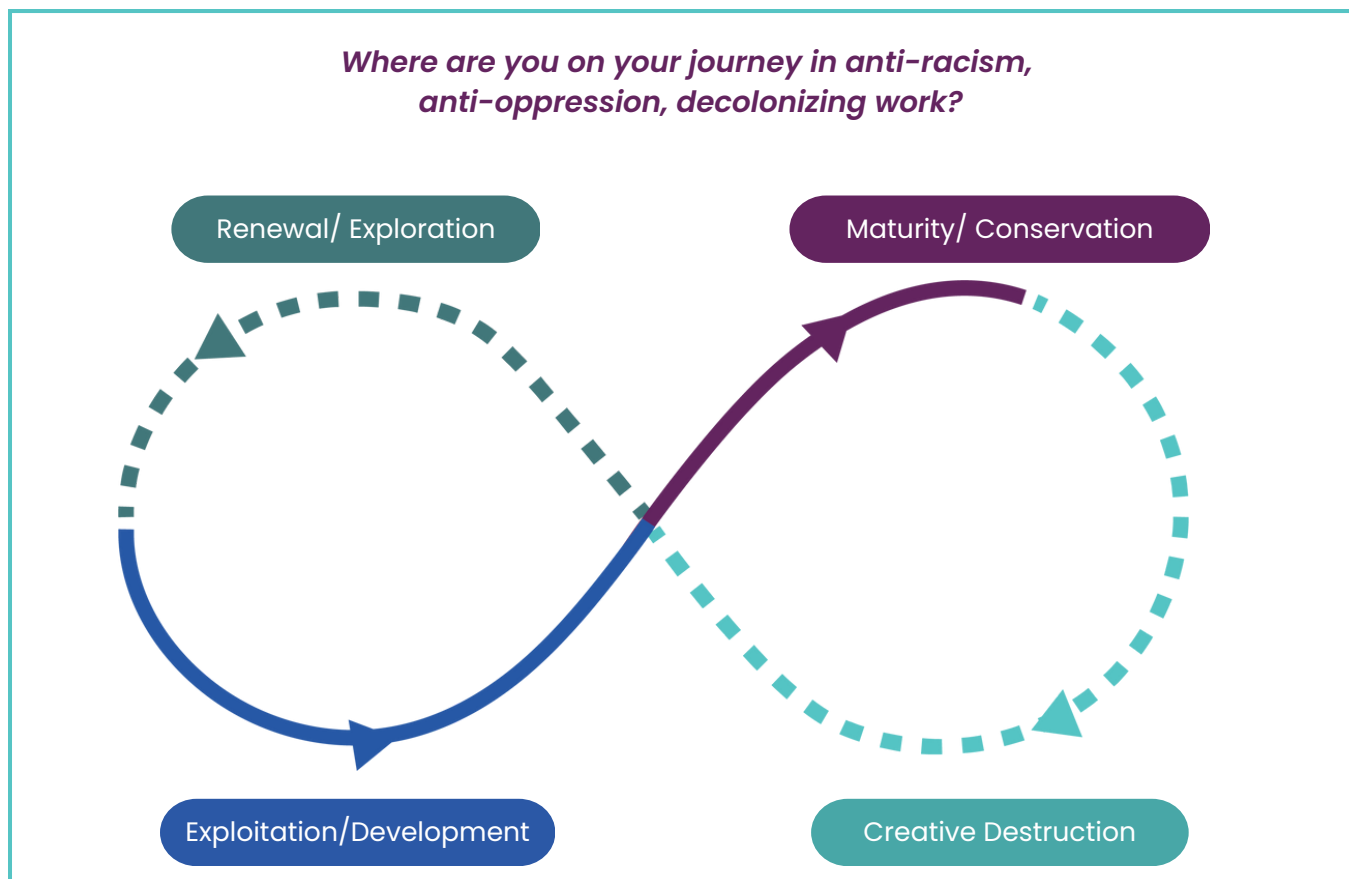 Where are you on your journey in anti-racism,
anti-oppression, decolonizing work?
Renewal/ Exploration
Maturity/ Conservation
Exploitation/Development
Creative Destruction